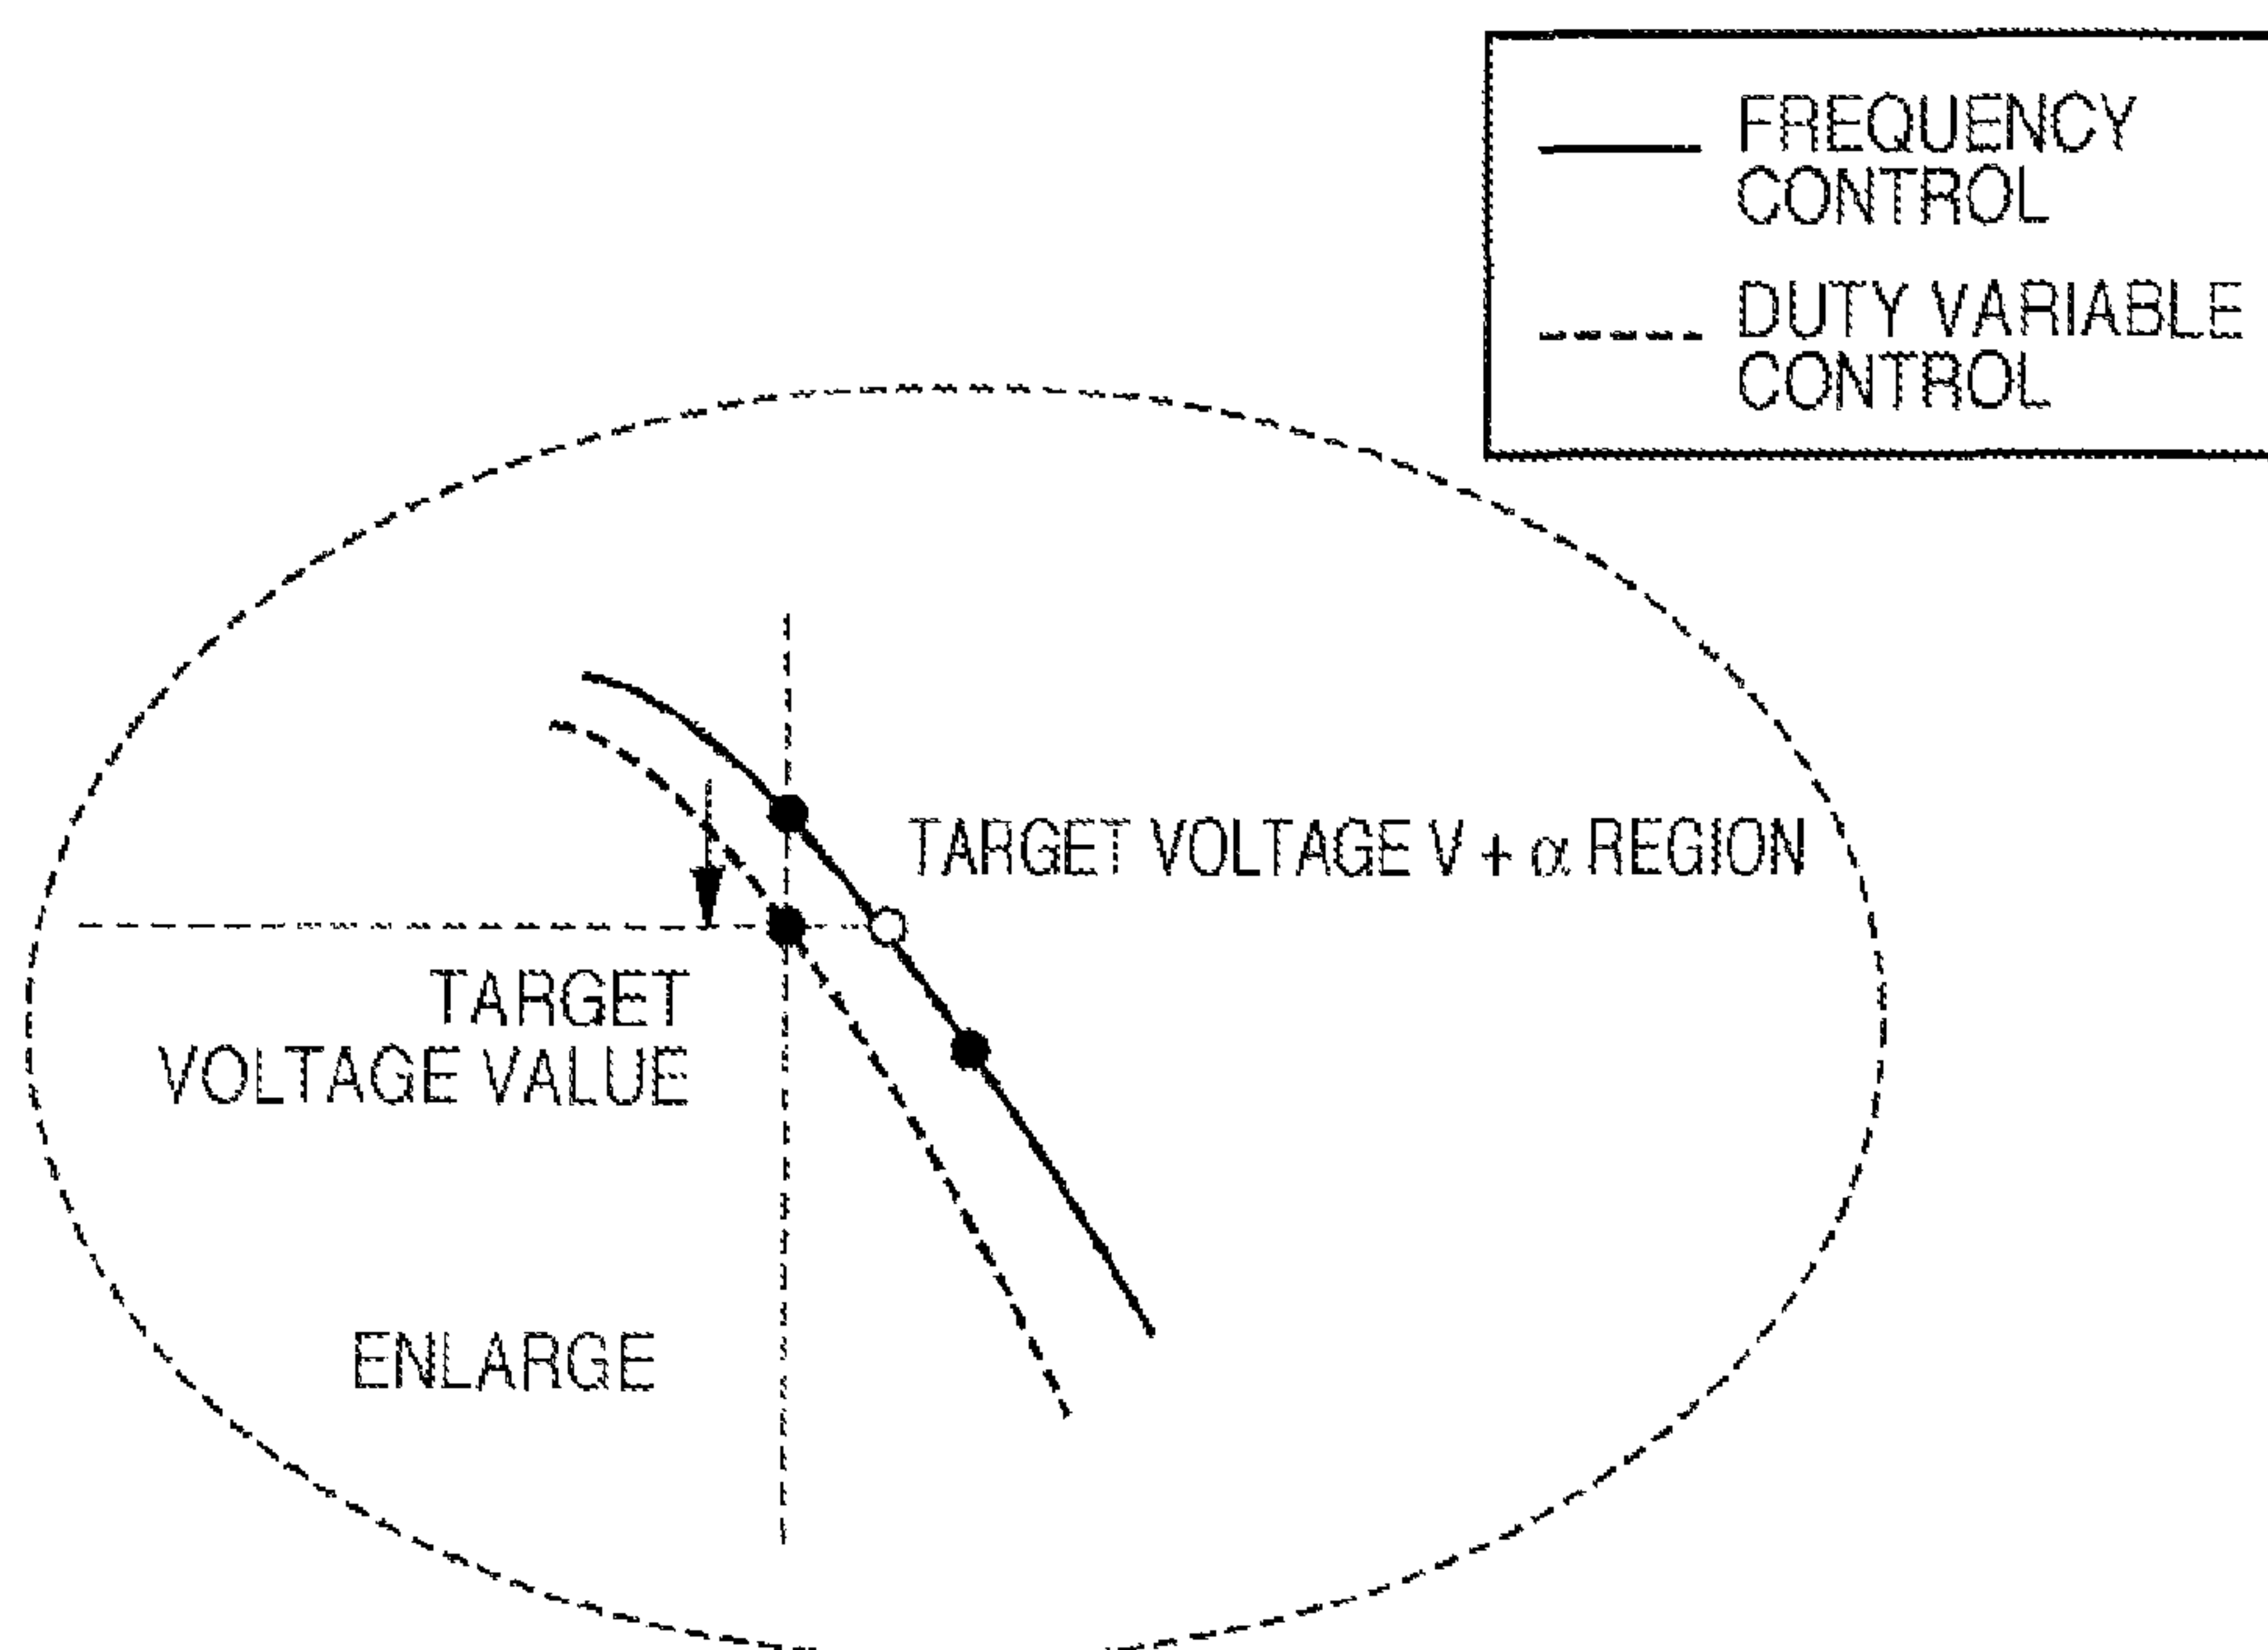 FREQUENCY
CONTROL
DUTY VARIABLE
CONTROL
TARGET VOLTAGE V + α REGION
TARGET
VOLTAGE VALUE
ENLARGE